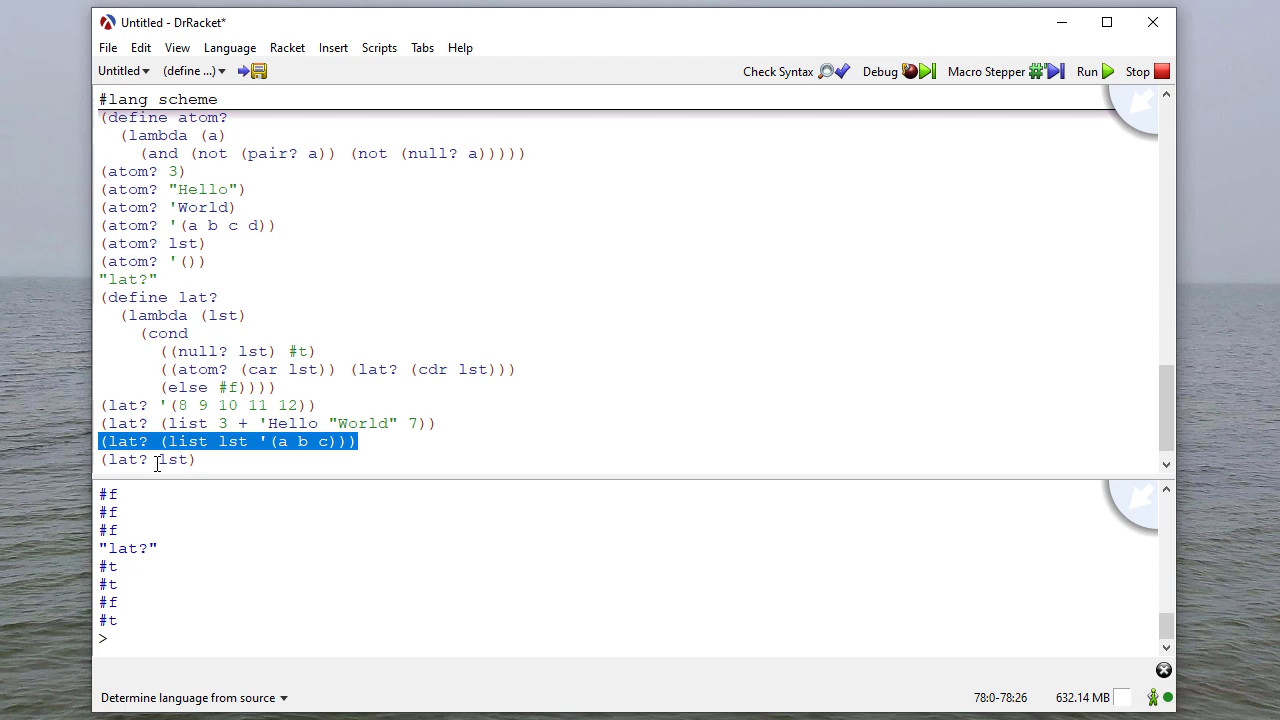 Untitled - DrRacket*
File Edit View Language Racket Insert Scripts Tabs Help
Untitled (define ...) Check Syntax Debug Macro Stepper Run Stop
#lang scheme
(define atom?
(lambda (a)
(and (not (pair? a)) (not (null? a)))))
(atom? 3)
(atom? "Hello")
(atom? 'World)
(atom? '(a b c d))
(atom? lst)
(atom? '())
"lat?"
(define lat?
(lambda (lst)
(cond
((null? lst) #t)
((atom? (car lst)) (lat? (cdr lst)))
(else #f))))
(lat? '(8 9 10 11 12))
(lat? (list 3 + 'Hello "World" 7))
(lat? (list lst '(a b c)))
(lat? lst)
#f
#f
#f
"lat?"
#t
#t
#f
#t
>
Determine language from source 78:0-78:26 632.14 MB